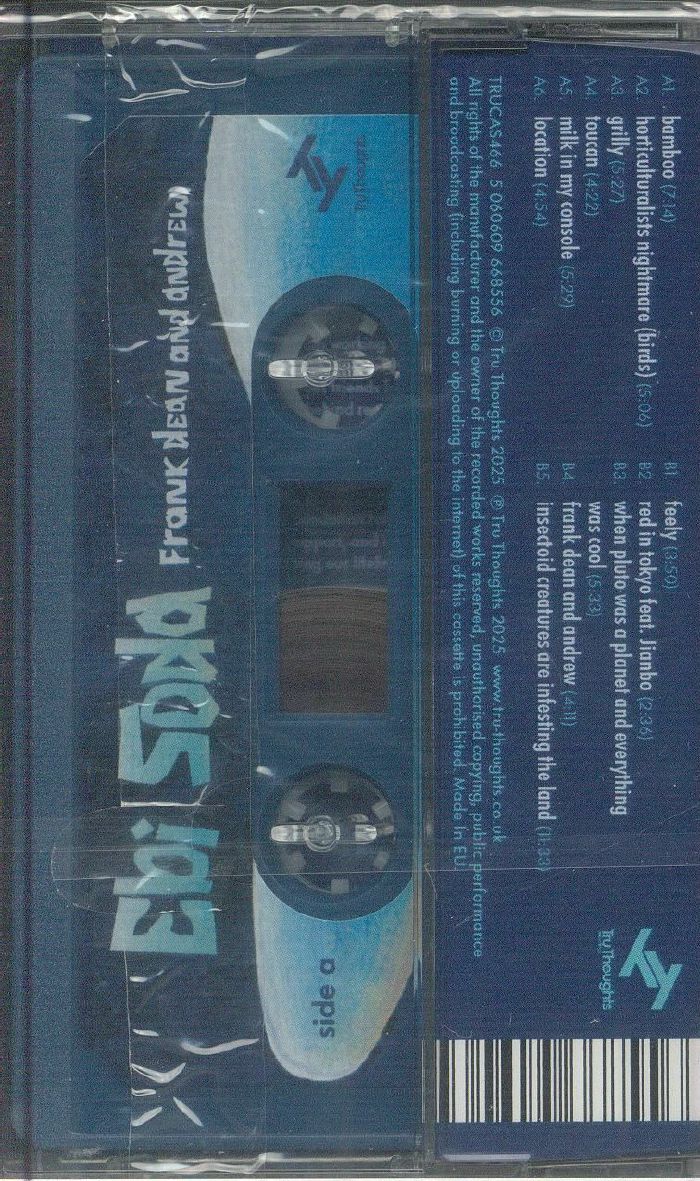 A1. bamboo (7:14)
A2. horticulturalists nightmare (birds) (5:06)
A3. grilly (5:27)
A4. toucan (4:22)
A5. milk in my console (5:29)
A6. location (4:54)
B1. feely (3:59)
B2. red in tokyo feat. Jianbo (2:36)
B3. when pluto was a planet and everything
was cool (5:33)
B4. frank dean and andrew (4:11)
B5. insectoid creatures are infesting the land (11:33)
TRUCAS466 5 060609 668556 © Tru Thoughts 2025 ℗ Tru Thoughts 2025 www.tru-thoughts.co.uk
All rights of the manufacturer and the owner of the recorded works reserved, unauthorised copying, public performance
and broadcasting (including burning or uploading to the internet) of this cassette is prohibited. Made In EU.
Tru Thoughts
Tru Thoughts
side a
Ebi Soda
Frank Dean and Andrew